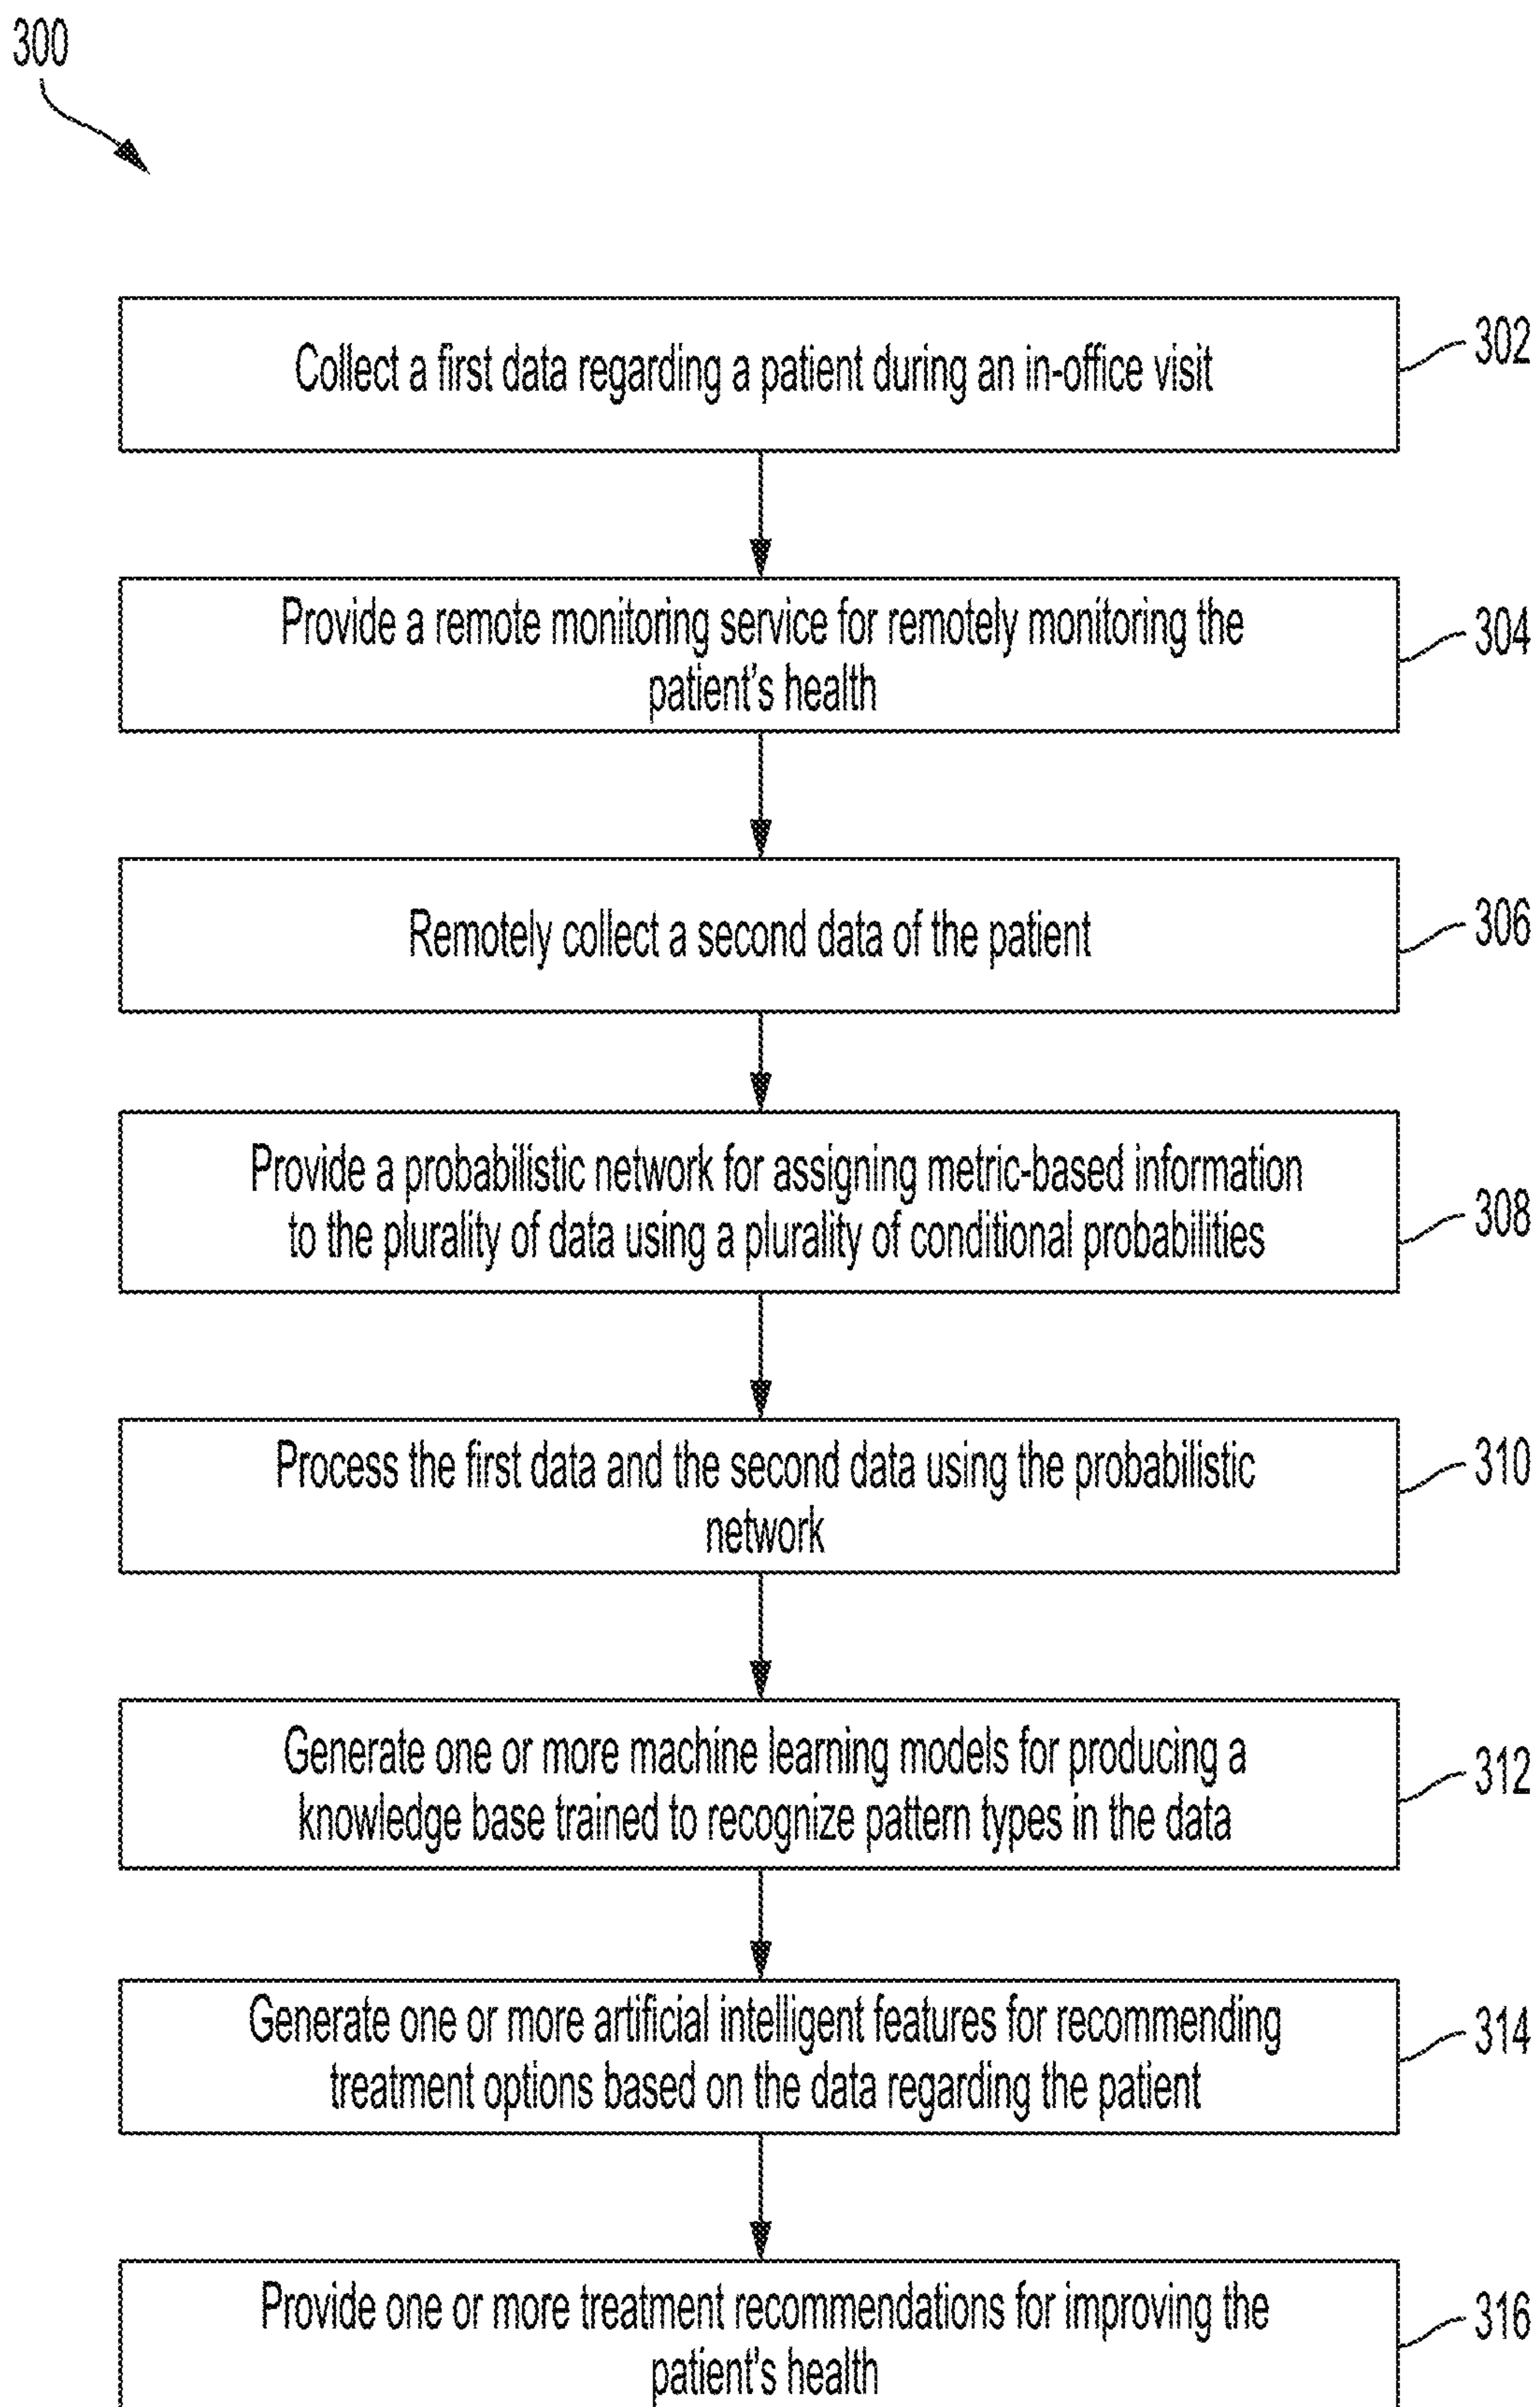 300
Collect a first data regarding a patient during an in-office visit
302
Provide a remote monitoring service for remotely monitoring the
patient's health
304
Remotely collect a second data of the patient
306
Provide a probabilistic network for assigning metric-based information
to the plurality of data using a plurality of conditional probabilities
308
Process the first data and the second data using the probabilistic
network
310
Generate one or more machine learning models for producing a
knowledge base trained to recognize pattern types in the data
312
Generate one or more artificial intelligent features for recommending
treatment options based on the data regarding the patient
314
Provide one or more treatment recommendations for improving the
patient's health
316